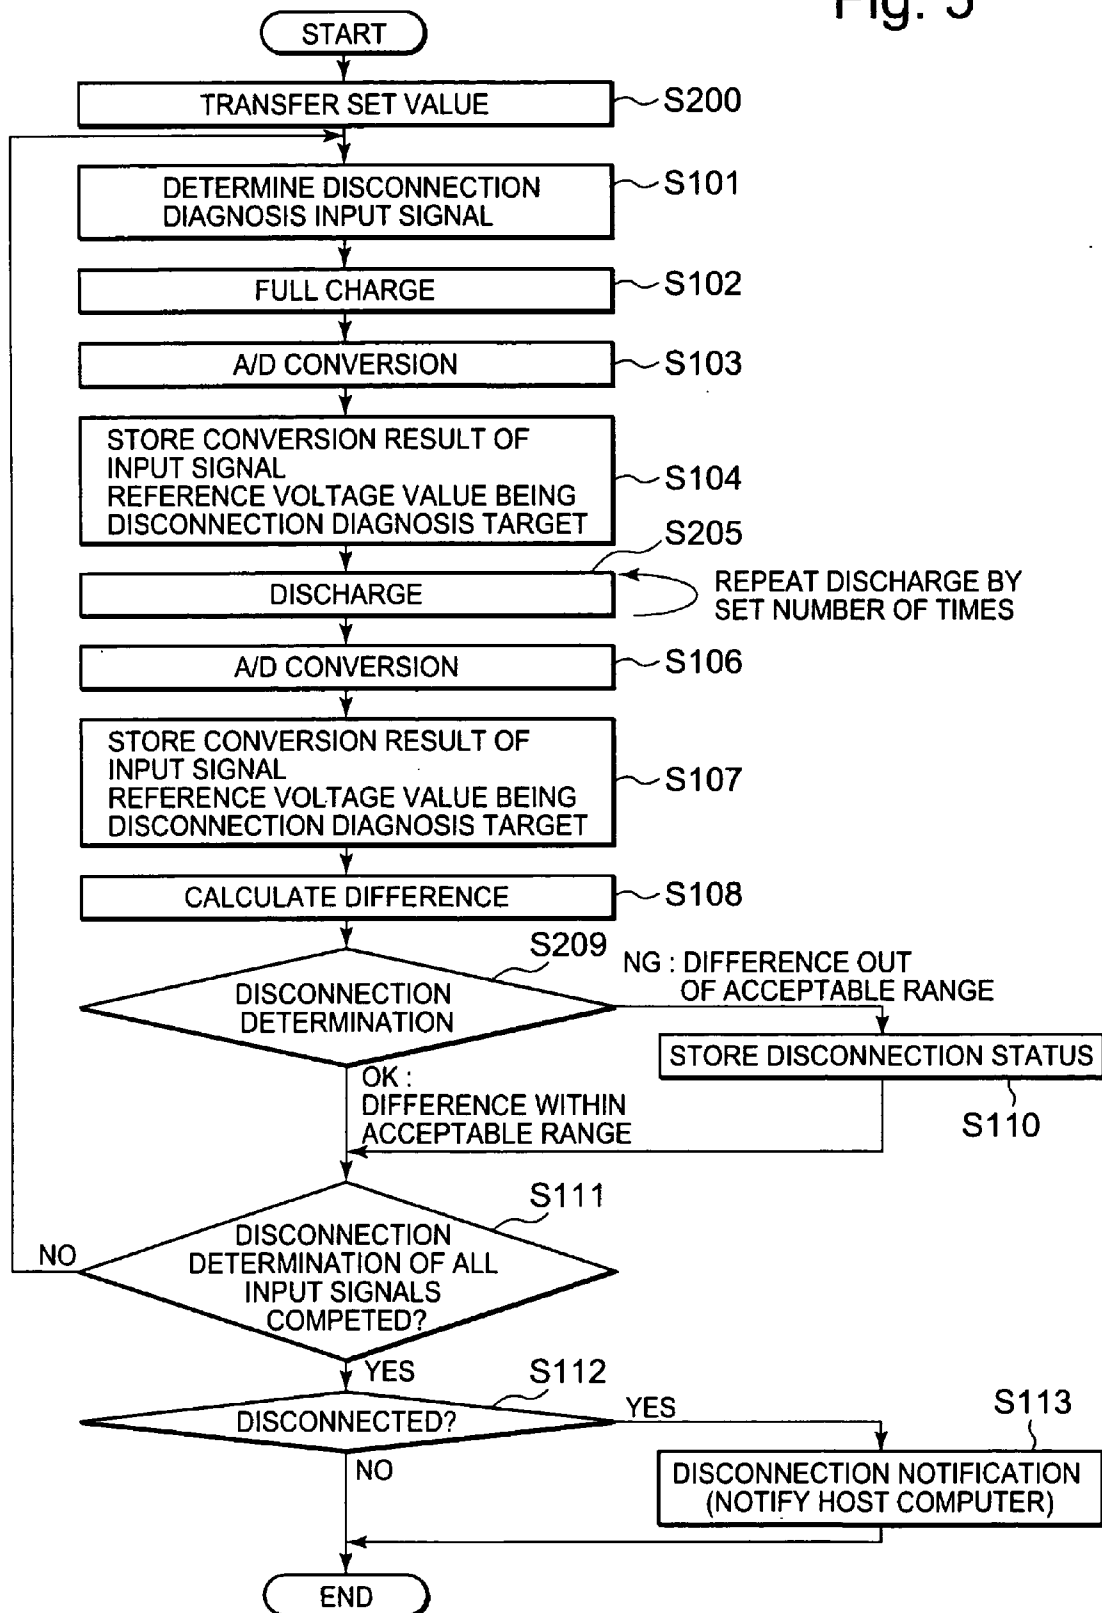 Fig. 5
START
TRANSFER SET VALUE
S200
DETERMINE DISCONNECTION
DIAGNOSIS INPUT SIGNAL
S101
FULL CHARGE
S102
A/D CONVERSION
S103
STORE CONVERSION RESULT OF
INPUT SIGNAL
REFERENCE VOLTAGE VALUE BEING
DISCONNECTION DIAGNOSIS TARGET
S104
S205
DISCHARGE
REPEAT DISCHARGE BY
SET NUMBER OF TIMES
A/D CONVERSION
S106
STORE CONVERSION RESULT OF
INPUT SIGNAL
REFERENCE VOLTAGE VALUE BEING
DISCONNECTION DIAGNOSIS TARGET
S107
CALCULATE DIFFERENCE
S108
S209
DISCONNECTION
DETERMINATION
NG : DIFFERENCE OUT
OF ACCEPTABLE RANGE
STORE DISCONNECTION STATUS
S110
OK :
DIFFERENCE WITHIN
ACCEPTABLE RANGE
S111
DISCONNECTION
DETERMINATION OF ALL
INPUT SIGNALS
COMPETED?
NO
YES
S112
DISCONNECTED?
YES
S113
DISCONNECTION NOTIFICATION
(NOTIFY HOST COMPUTER)
NO
END